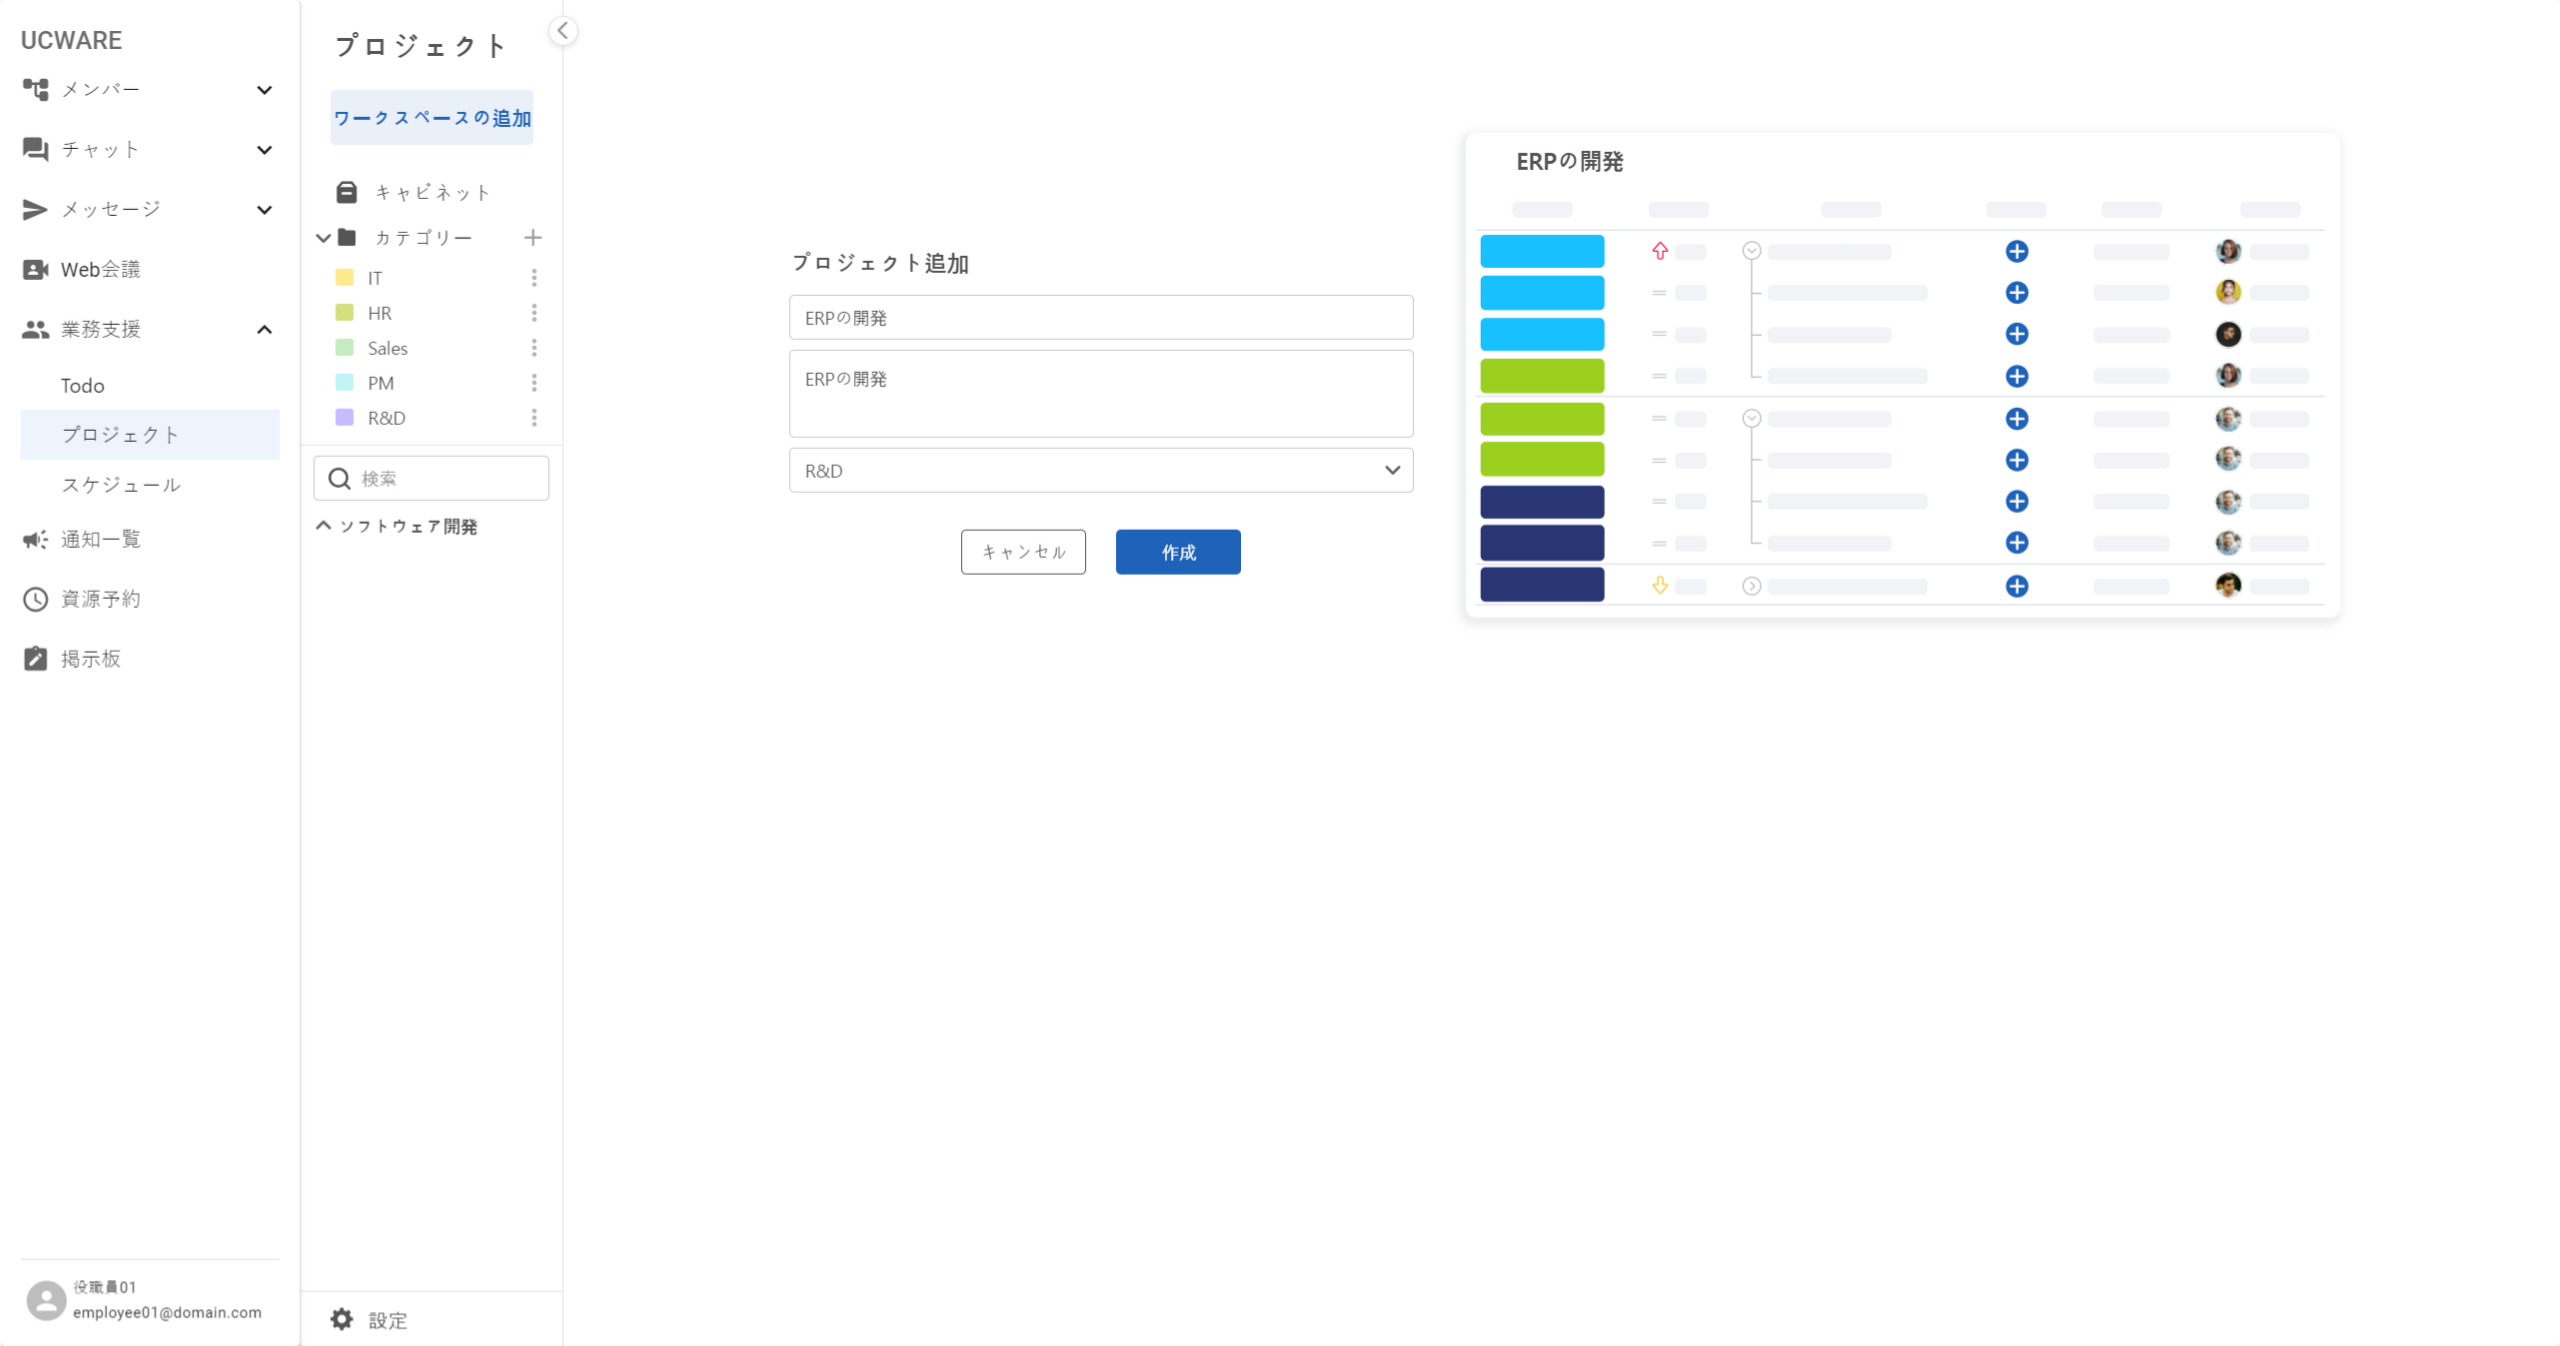 UCWARE
メンバー
チャット
メッセージ
Web会議
業務支援
Todo
プロジェクト
スケジュール
通知一覧
資源予約
掲示板
役職員01
employee01@domain.com
プロジェクト
ワークスペースの追加
キャビネット
カテゴリー
IT
HR
Sales
PM
R&D
検索
ソフトウェア開発
設定
プロジェクト追加
ERPの開発
ERPの開発
R&D
キャンセル
作成
ERPの開発